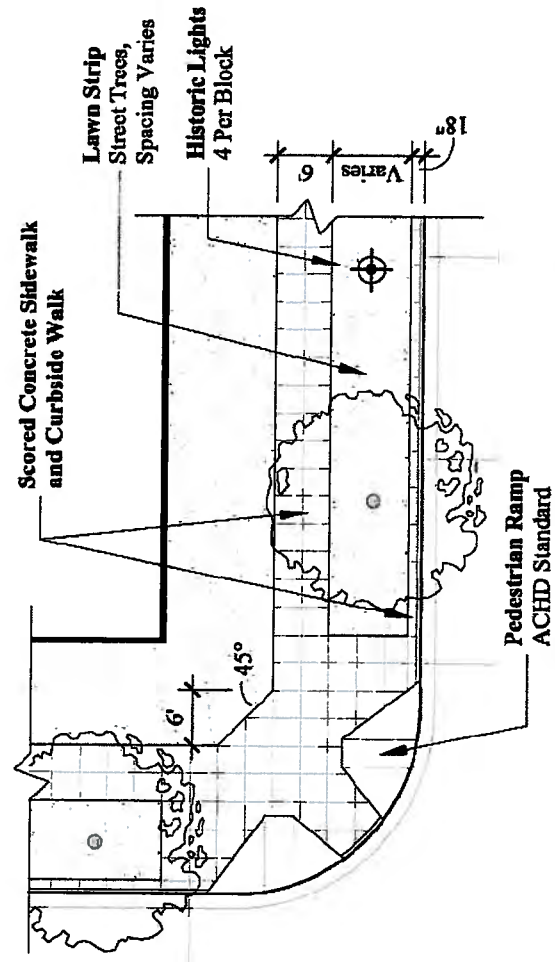 Scored Concrete Sidewalk
and Curbside Walk
Lawn Strip
Street Trees,
Spacing Varies
Historic Lights
4 Per Block
6'
45°
6'
Varies
18"
Pedestrian Ramp
ACHD Standard